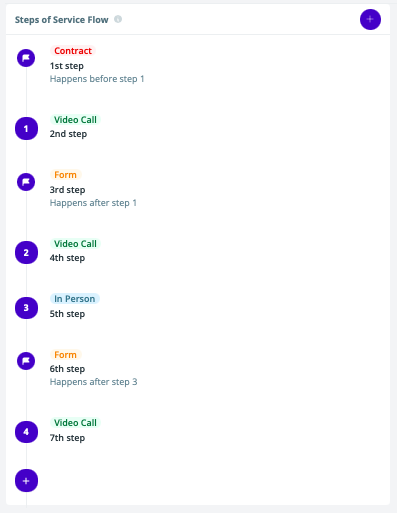 Steps of Service Flow
Contract
1st step
Happens before step 1
1
Video Call
2nd step
Form
3rd step
Happens after step 1
2
Video Call
4th step
3
In Person
5th step
Form
6th step
Happens after step 3
4
Video Call
7th step